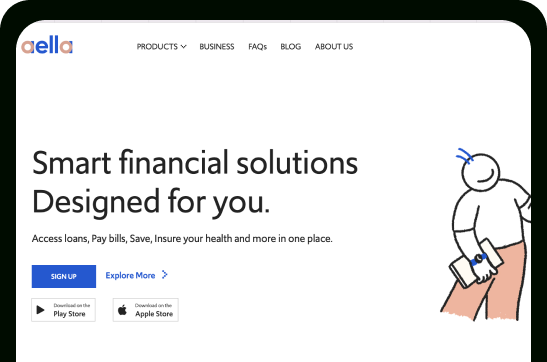 aella
PRODUCTS BUSINESS FAQs BLOG ABOUT US
Smart financial solutions
Designed for you.
Access loans, Pay bills, Save, Insure your health and more in one place.
SIGN UP Explore More
Download on the
Play Store
Download on the
Apple Store